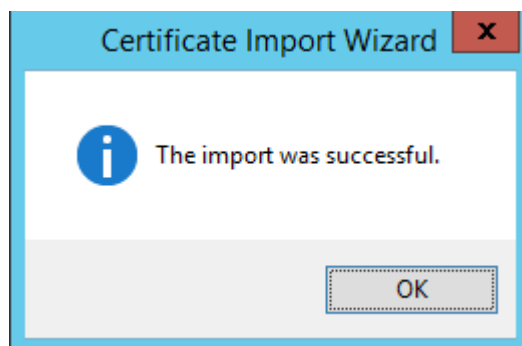 Certificate Import Wizard
x
The import was successful.
OK